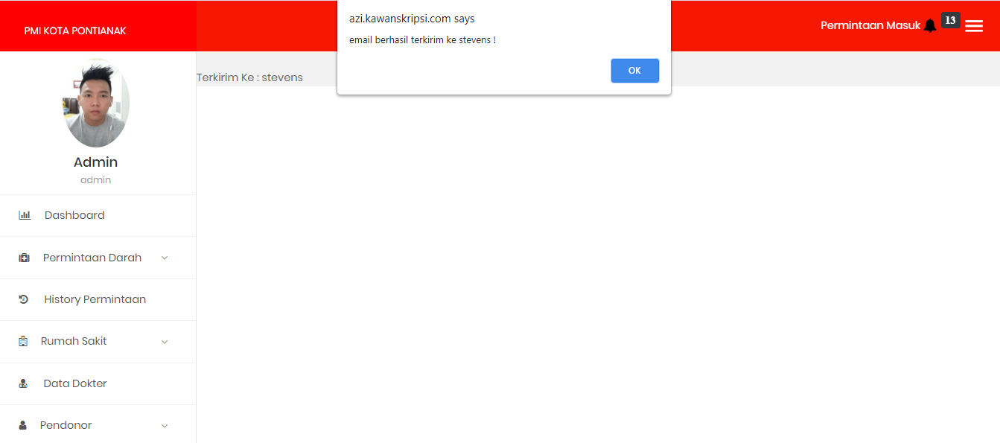 azi.kawanskripsi.com says
email berhasil terkirim ke stevens !
OK
PMI KOTA PONTIANAK
Permintaan Masuk 13
Terkirim Ke : stevens
Admin
admin
Dashboard
Permintaan Darah
History Permintaan
Rumah Sakit
Data Dokter
Pendonor